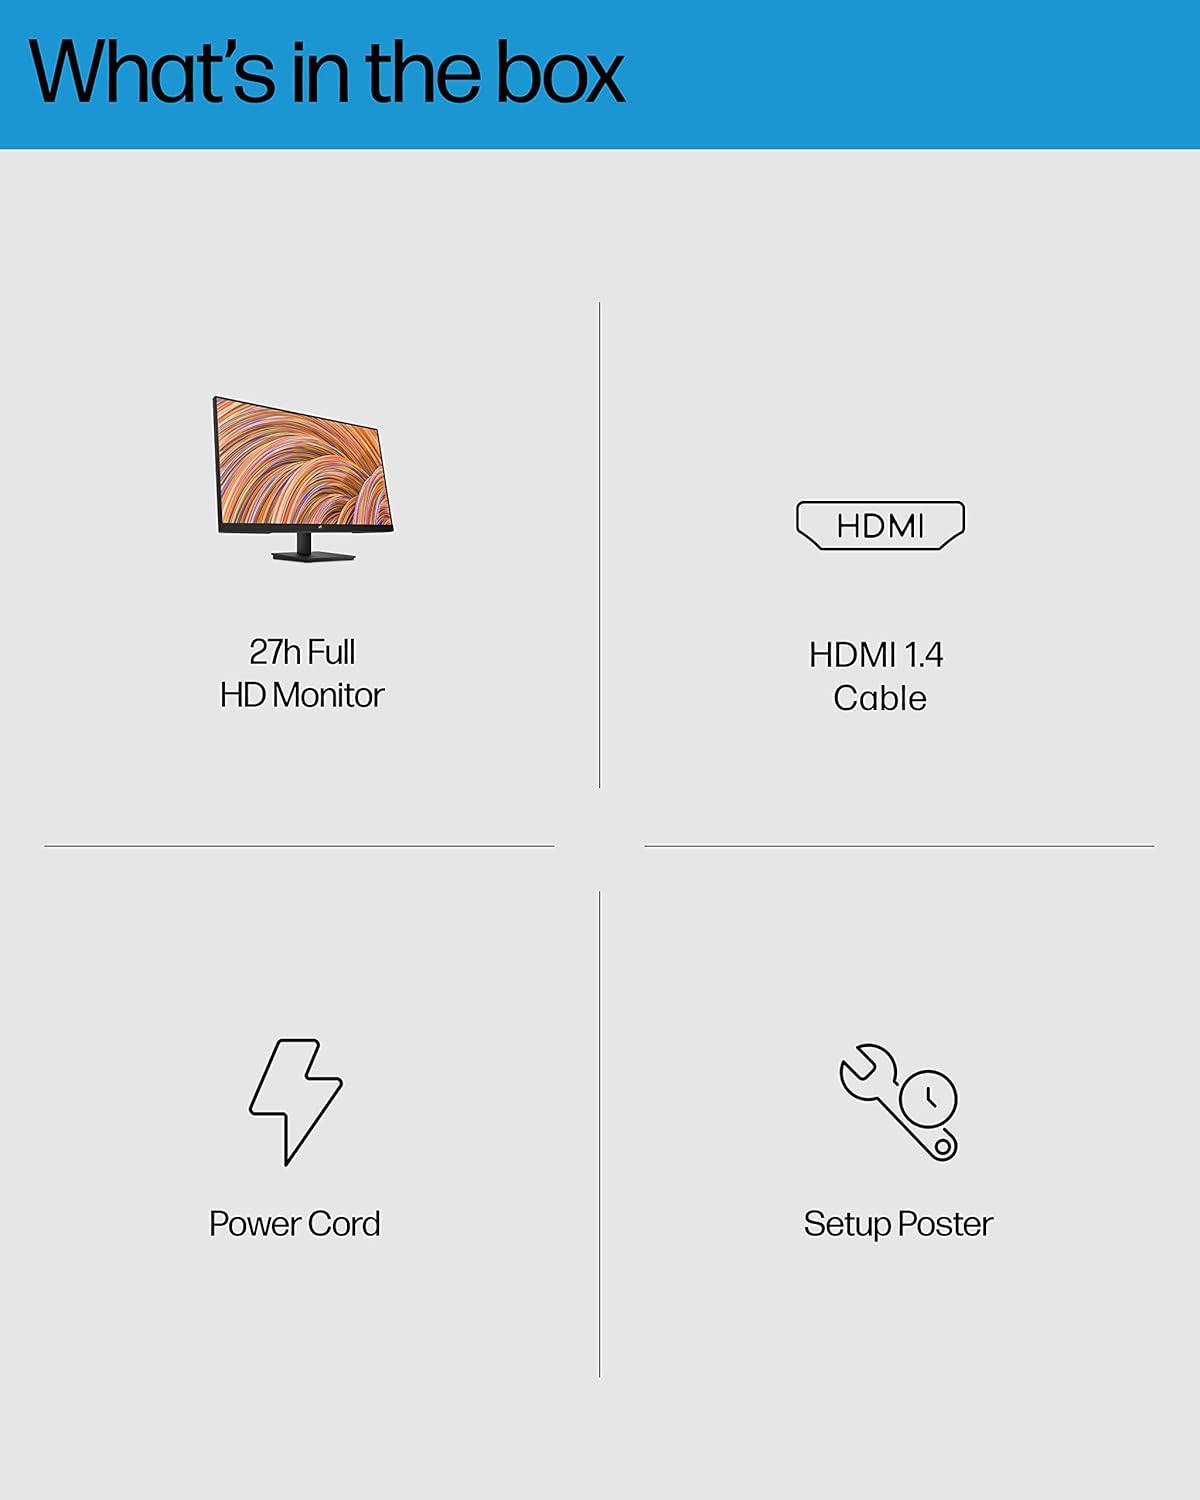 What’s in the box
27h Full
HD Monitor
HDMI
HDMI 1.4
Cable
Power Cord
Setup Poster